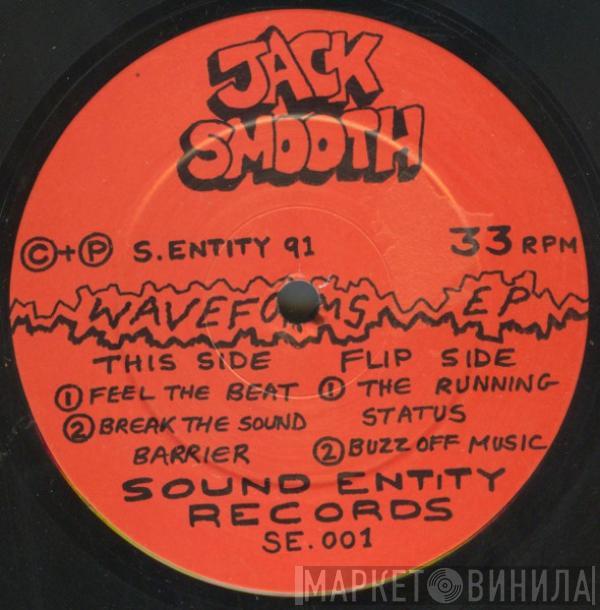 JACK
SMOOTH
©+℗ S. ENTITY 91
33 RPM
WAVEFORMS EP
THIS SIDE
① FEEL THE BEAT
② BREAK THE SOUND
BARRIER
FLIP SIDE
① THE RUNNING
STATUS
② BUZZ OFF MUSIC
SOUND ENTITY
RECORDS
SE.001
МАРКЕТ ВИНИЛА